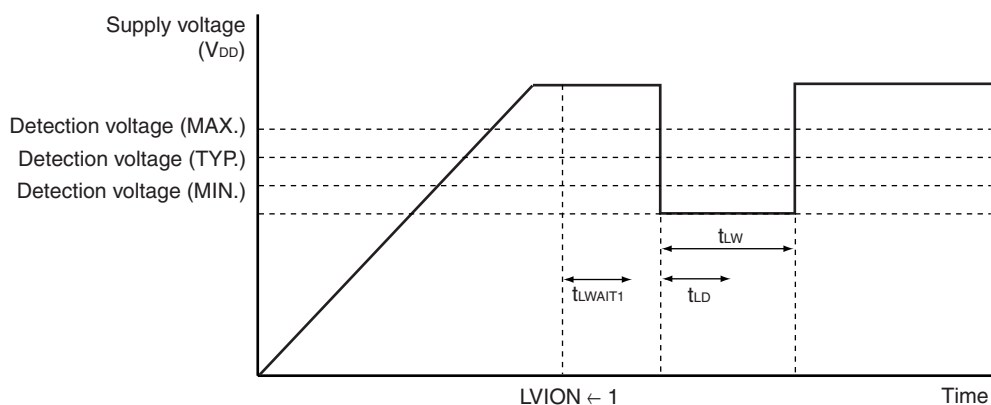 Supply voltage
(VDD)
Detection voltage (MAX.)
Detection voltage (TYP.)
Detection voltage (MIN.)
tLW
tLWAIT1
tLD
LVION ← 1
Time